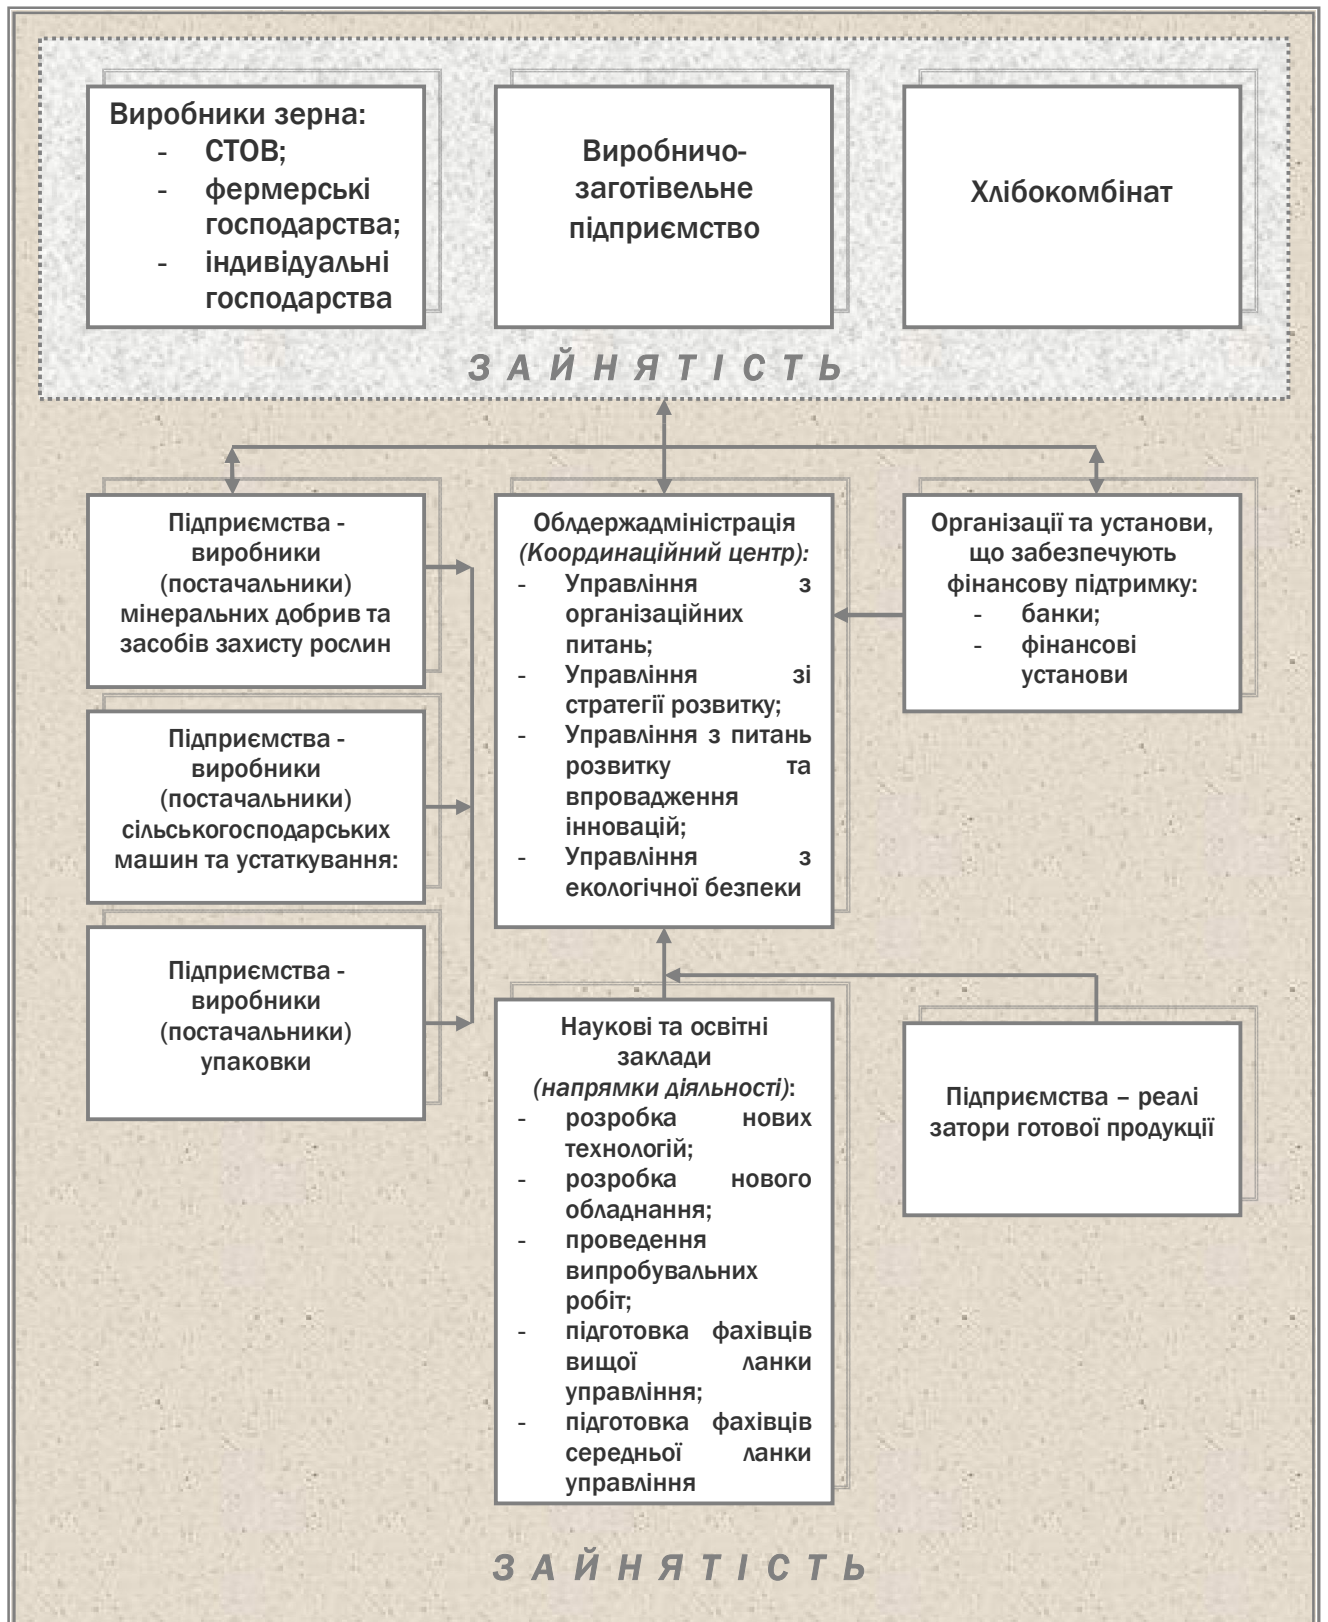 Виробники зерна:
- СТОВ;
- фермерські
господарства;
- індивідуальні
господарства
Виробничо-
заготівельне
підприємство
Хлібокомбінат
ЗАЙНЯТІСТЬ
Підприємства -
виробники
(постачальники)
мінеральних добрив та
засобів захисту рослин
Облдержадміністрація
(Координаційний центр):
- Управління з
організаційних
питань;
- Управління зі
стратегії розвитку;
- Управління з питань
розвитку та
впровадження
інновацій;
- Управління з
екологічної безпеки
Організації та установи,
що забезпечують
фінансову підтримку:
- банки;
- фінансові
установи
Підприємства -
виробники
(постачальники)
сільськогосподарських
машин та устаткування:
Підприємства -
виробники
(постачальники)
упаковки
Наукові та освітні
заклади
(напрямки діяльності):
- розробка нових
технологій;
- розробка нового
обладнання;
- проведення
випробувальних
робіт;
- підготовка фахівців
вищої ланки
управління;
- підготовка фахівців
середньої ланки
управління
Підприємства – реалі
затори готової продукції
ЗАЙНЯТІСТЬ